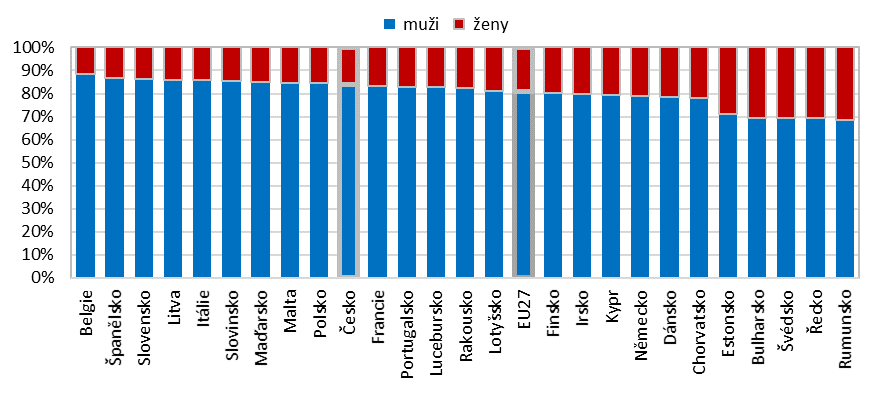 muži ženy
100%
90%
80%
70%
60%
50%
40%
30%
20%
10%
0%
Belgie
Španělsko
Slovensko
Litva
Itálie
Slovinsko
Maďarsko
Malta
Polsko
Česko
Francie
Portugalsko
Lucebursko
Rakousko
Lotyšsko
EU27
Finsko
Irsko
Kypr
Německo
Dánsko
Chorvatsko
Estonsko
Bulharsko
Švédsko
Řecko
Rumunsko